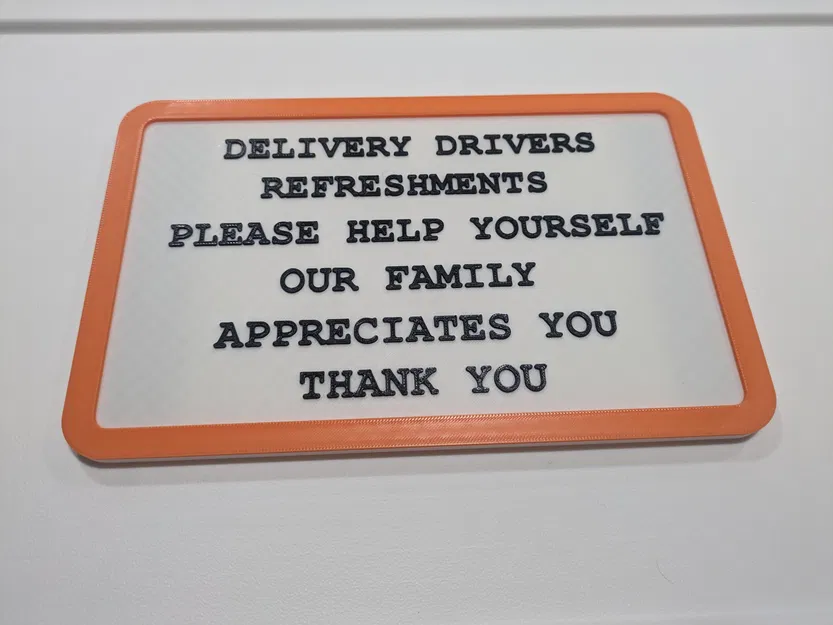 DELIVERY DRIVERS
REFRESHMENTS
PLEASE HELP YOURSELF
OUR FAMILY
APPRECIATES YOU
THANK YOU